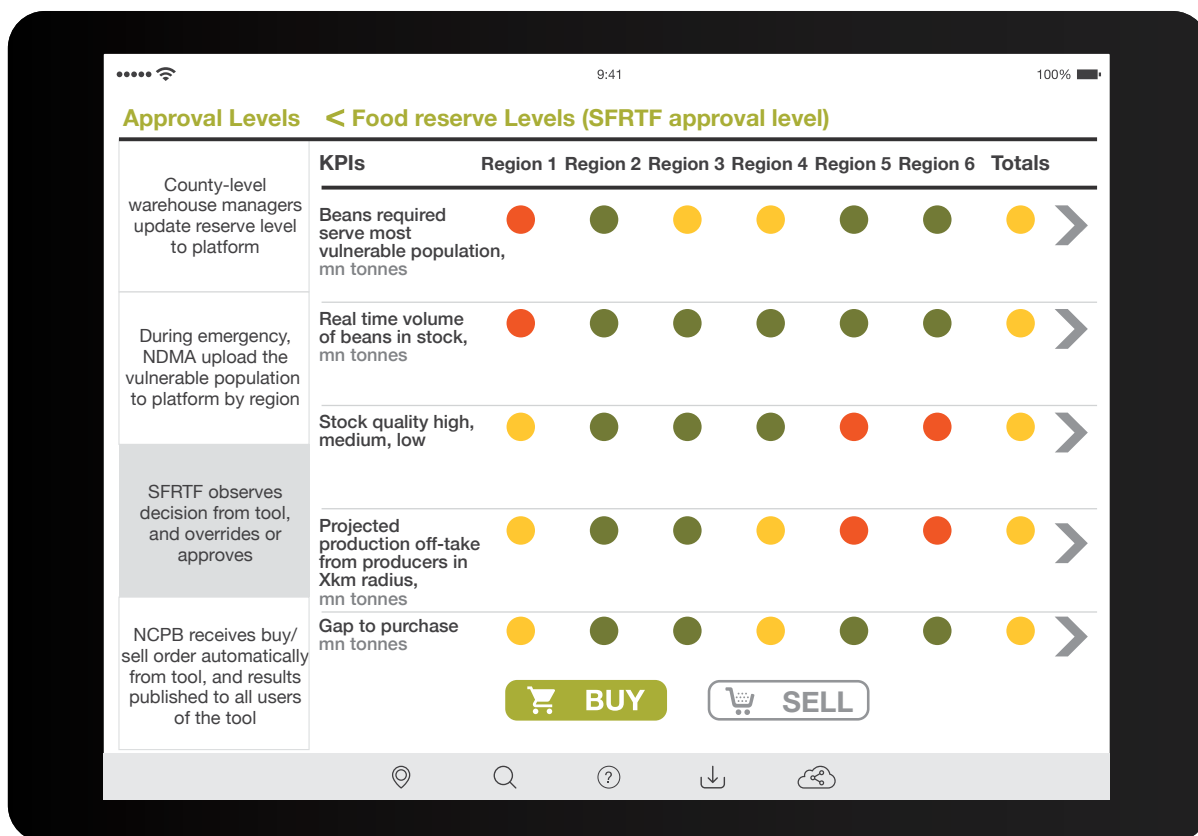 9:41
100%
Approval Levels
< Food reserve Levels (SFRTF approval level)
County-level
warehouse managers
update reserve level
to platform
During emergency,
NDMA upload the
vulnerable population
to platform by region
SFRTF observes
decision from tool,
and overrides or
approves
NCPB receives buy/
sell order automatically
from tool, and results
published to all users
of the tool
KPIs Region 1 Region 2 Region 3 Region 4 Region 5 Region 6 Totals
Beans required
serve most
vulnerable population,
mn tonnes
Real time volume
of beans in stock,
mn tonnes
Stock quality high,
medium, low
Projected
production off-take
from producers in
Xkm radius,
mn tonnes
Gap to purchase
mn tonnes
BUY
SELL
?